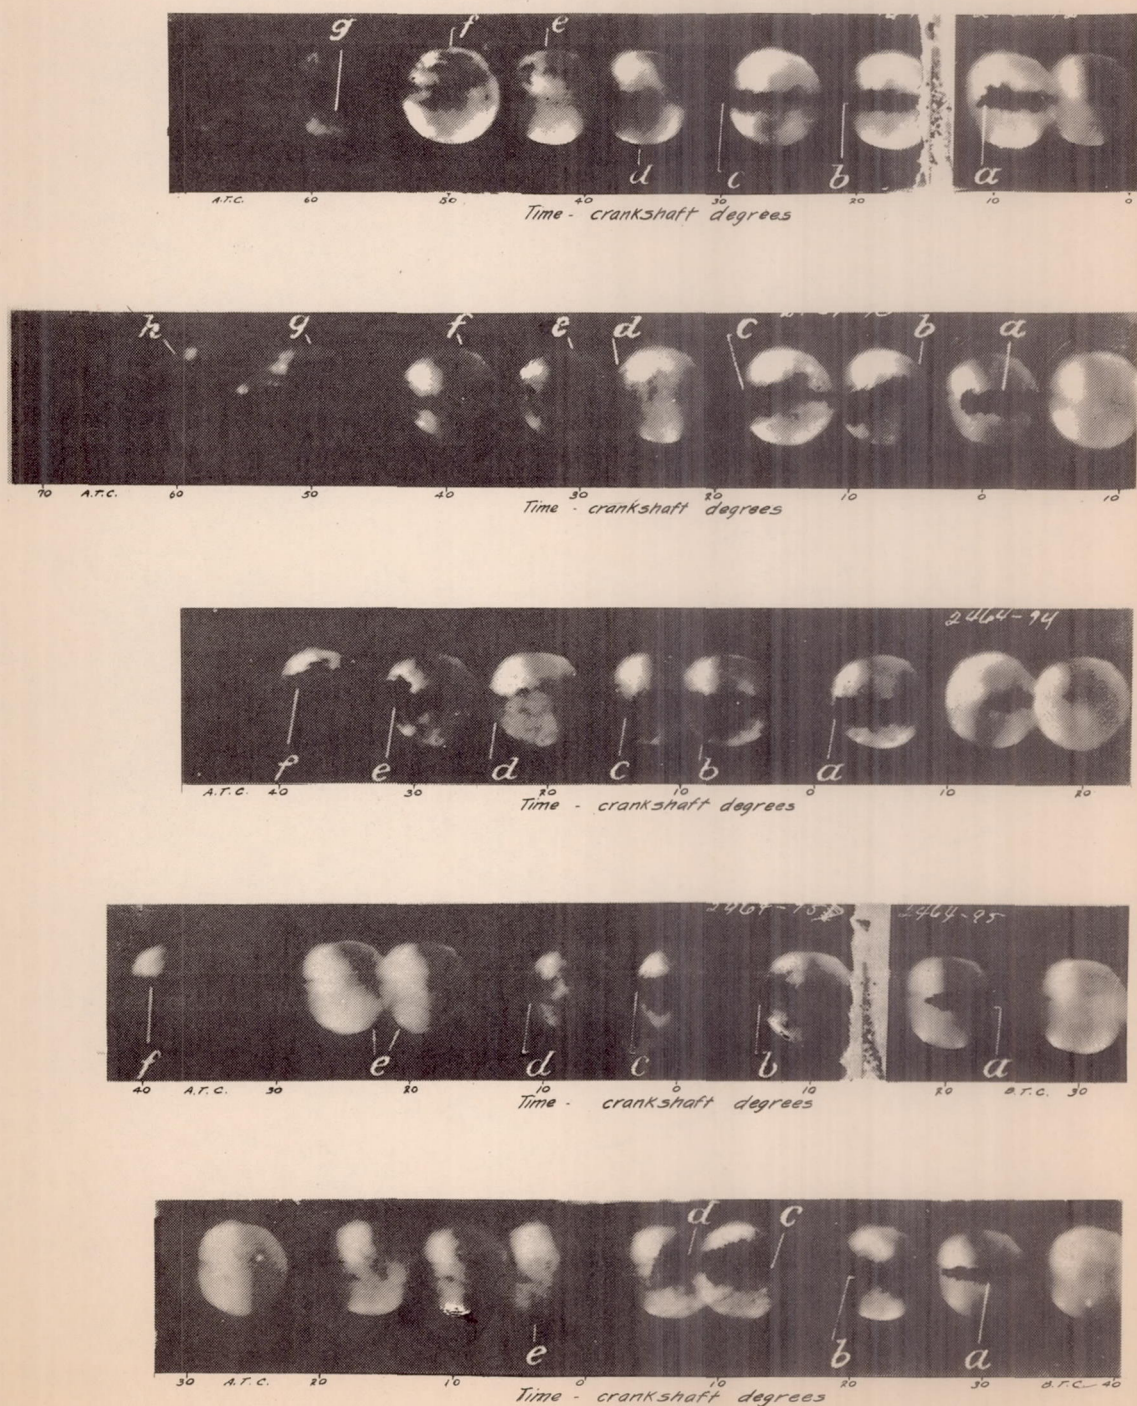 g f e
d c b a
A.T.C. 60 50 40 30 20 10 0
Time - crankshaft degrees
h g f e d c b a
70 A.T.C. 60 50 40 30 20 10 0 10
Time - crankshaft degrees
2464-94
f e d c b a
A.T.C. 40 30 20 10 0 10 20
Time - crankshaft degrees
2464-95
f e d c b a
40 A.T.C. 30 20 10 0 10 20 B.T.C. 30
Time - crankshaft degrees
d c
e b a
30 A.T.C. 20 10 0 10 20 30 B.T.C. 40
Time - crankshaft degrees